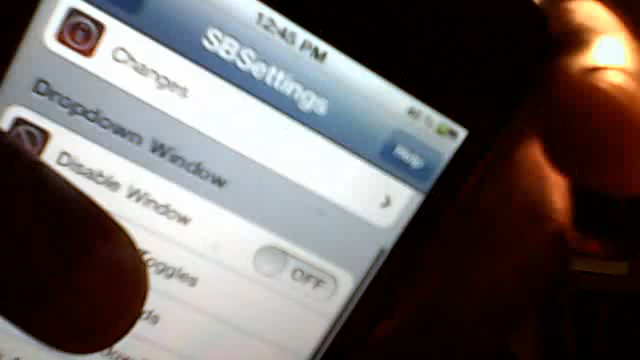 12:45 PM
SBSettings
Help
Changes
Dropdown Window
Disable Window
OFF
Toggles